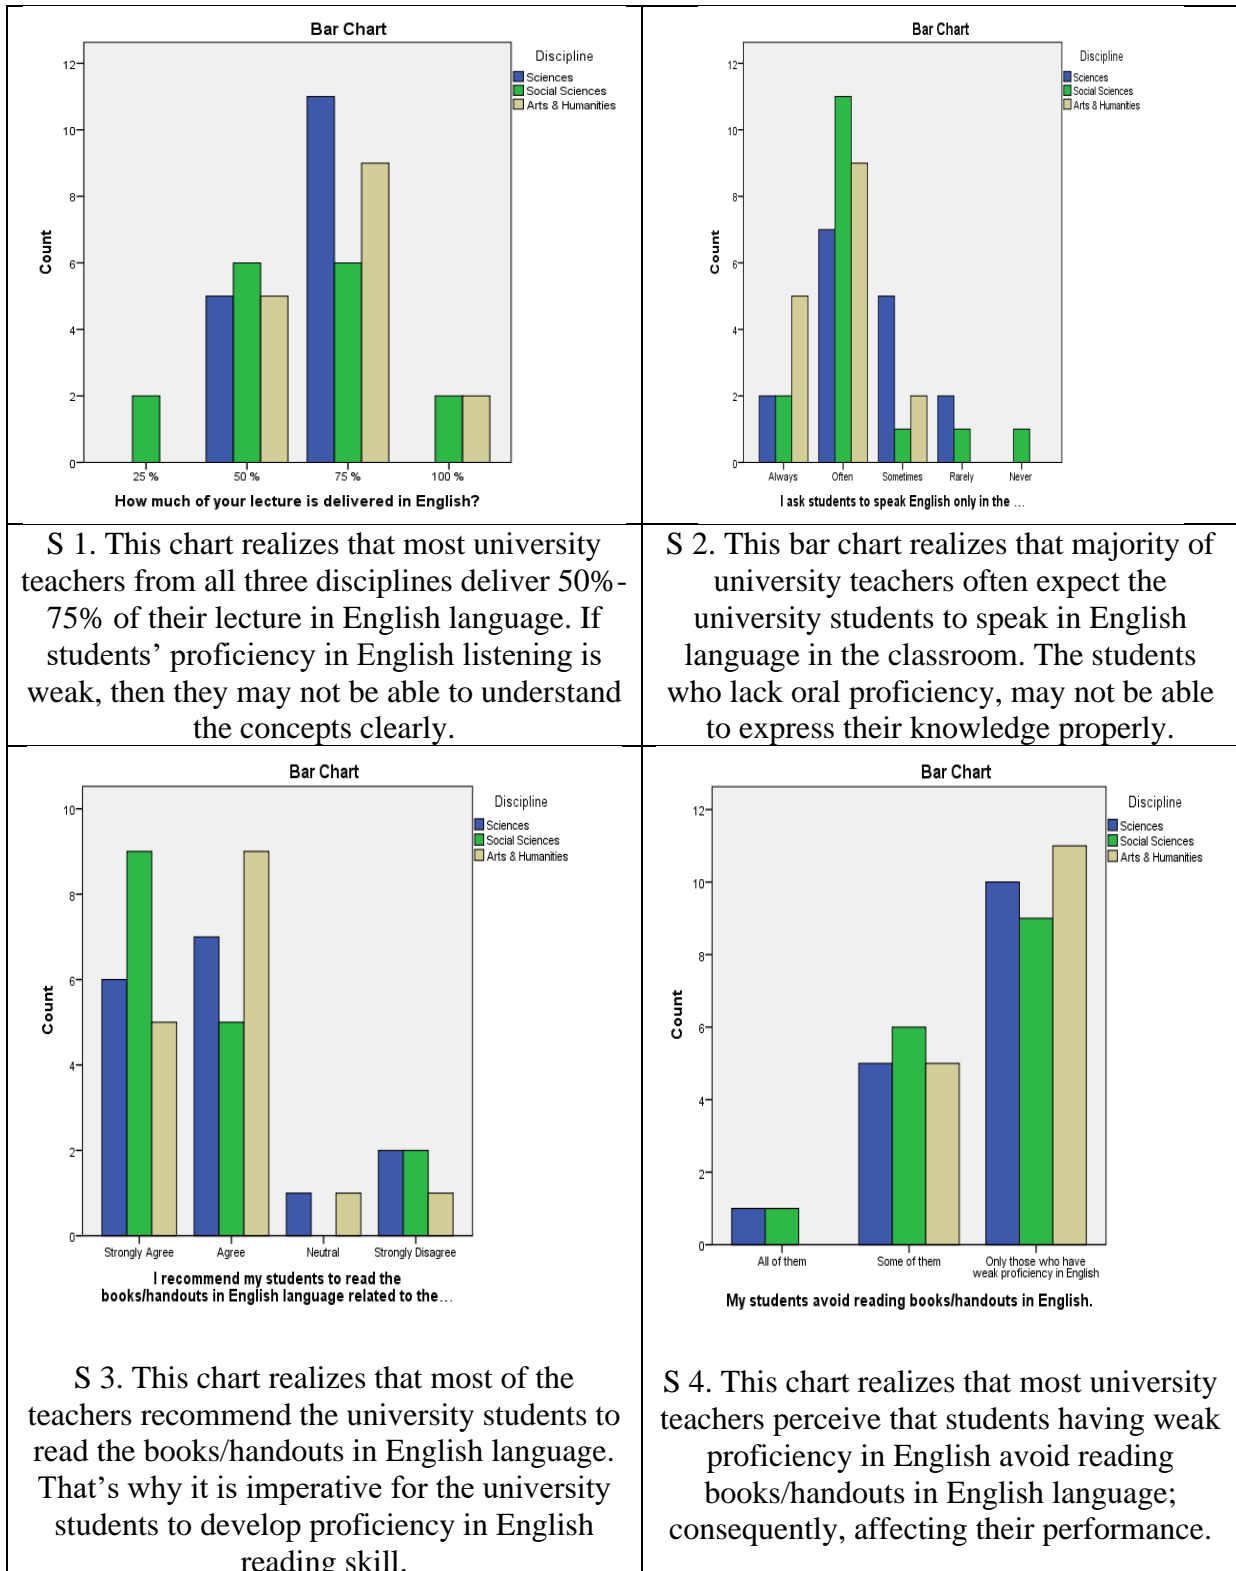 Bar Chart
Discipline
Sciences
Social Sciences
Arts & Humanities
12
10
8
6
4
2
0
Count
25 %
50 %
75 %
100 %
How much of your lecture is delivered in English?
Bar Chart
Discipline
Sciences
Social Sciences
Arts & Humanities
12
10
8
6
4
2
0
Count
Always
Often
Sometimes
Rarely
Never
I ask students to speak English only in the ...
S 1. This chart realizes that most university
teachers from all three disciplines deliver 50%-
75% of their lecture in English language. If
students’ proficiency in English listening is
weak, then they may not be able to understand
the concepts clearly.
S 2. This bar chart realizes that majority of
university teachers often expect the
university students to speak in English
language in the classroom. The students
who lack oral proficiency, may not be able
to express their knowledge properly.
Bar Chart
Discipline
Sciences
Social Sciences
Arts & Humanities
10
8
6
4
2
0
Count
Strongly Agree
Agree
Neutral
Strongly Disagree
I recommend my students to read the
books/handouts in English language related to the...
Bar Chart
Discipline
Sciences
Social Sciences
Arts & Humanities
12
10
8
6
4
2
0
Count
All of them
Some of them
Only those who have
weak proficiency in English
My students avoid reading books/handouts in English.
S 3. This chart realizes that most of the
teachers recommend the university students to
read the books/handouts in English language.
That’s why it is imperative for the university
students to develop proficiency in English
reading skill.
S 4. This chart realizes that most university
teachers perceive that students having weak
proficiency in English avoid reading
books/handouts in English language;
consequently, affecting their performance.